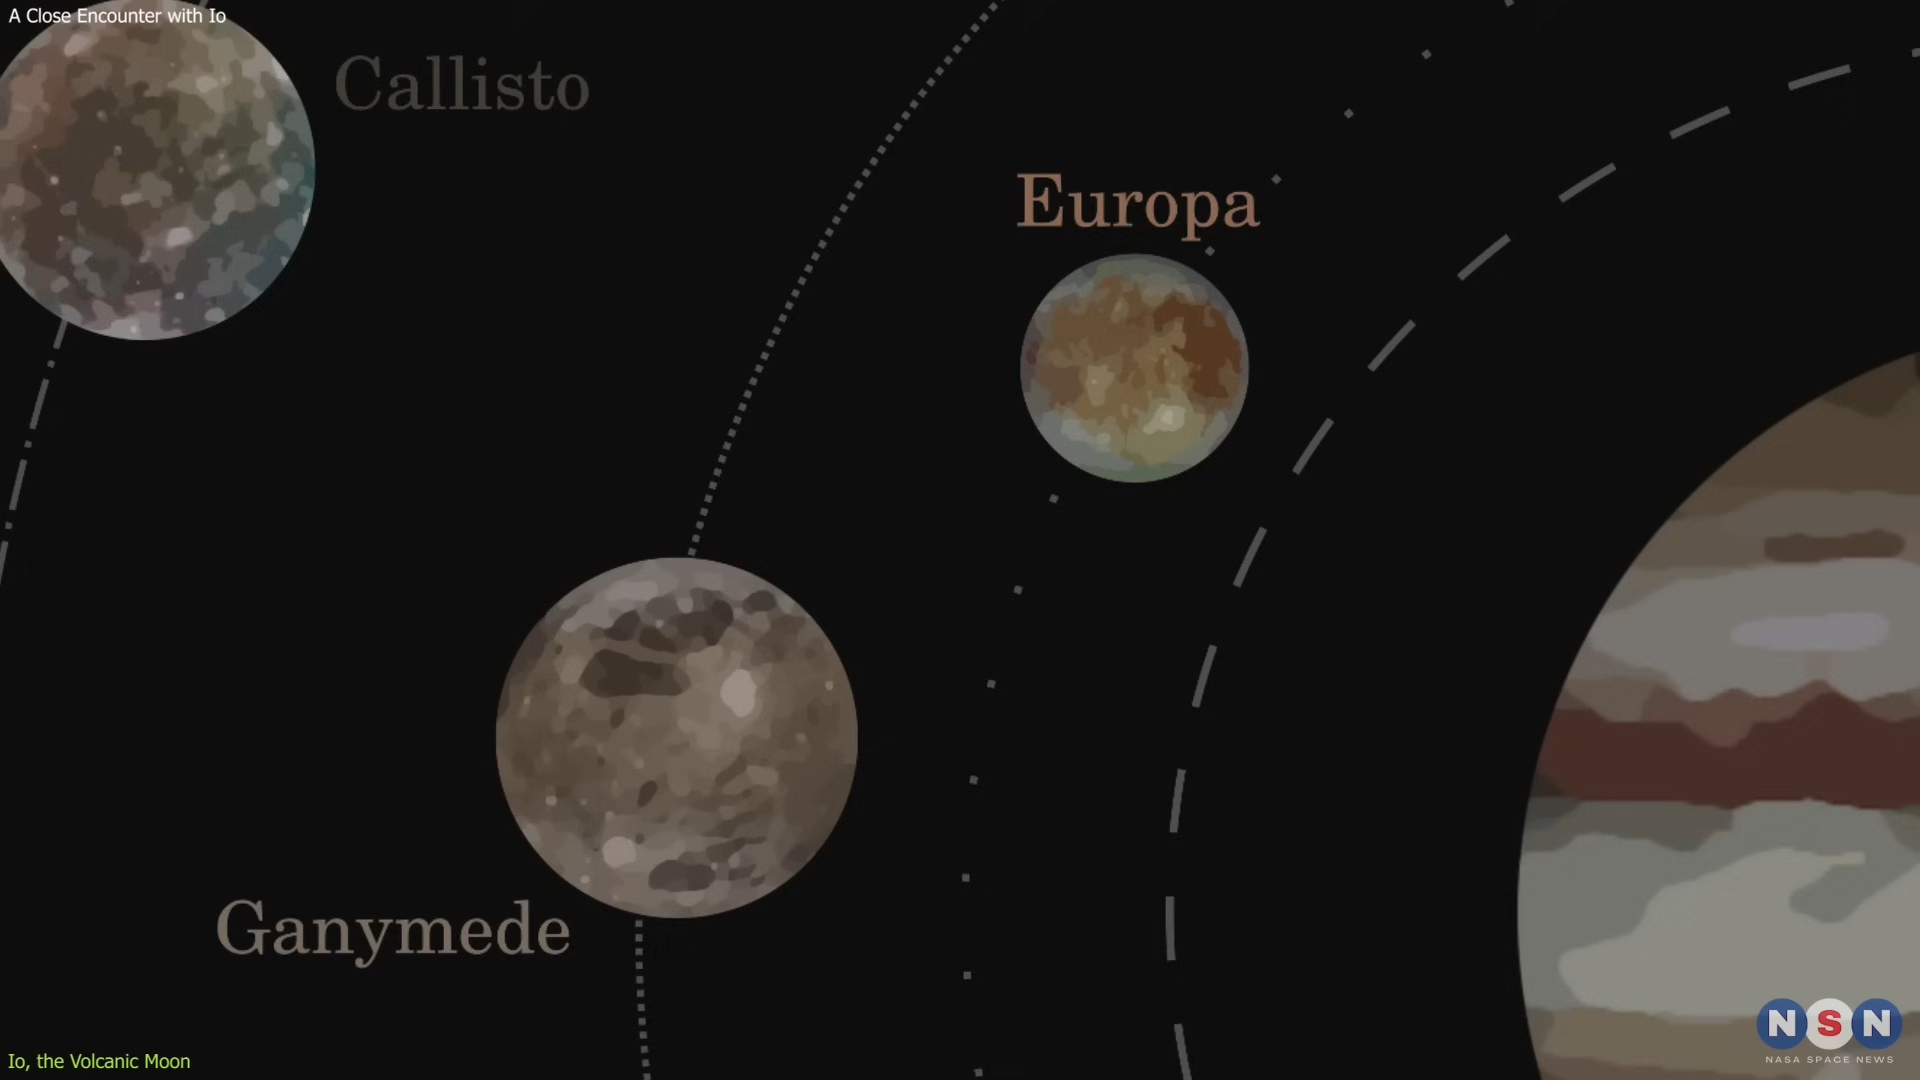 A Close Encounter with Io
Callisto
Europa
Ganymede
Io, the Volcanic Moon
NSN
NASA SPACE NEWS